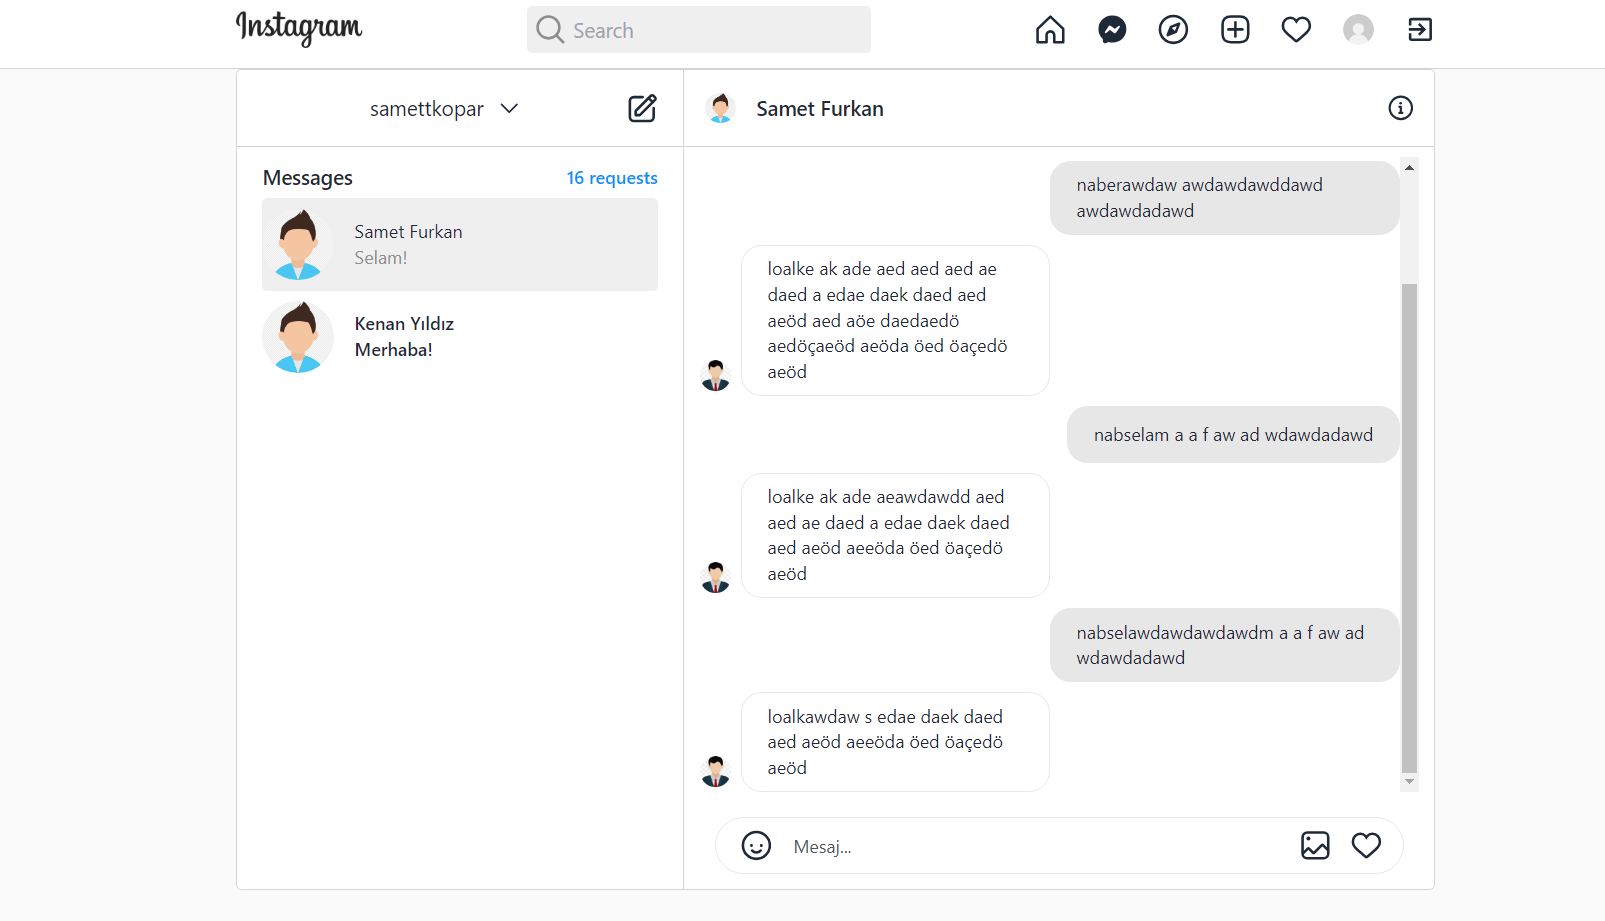 Instagram
Search
samettkopar
Samet Furkan
Messages
16 requests
Samet Furkan
Selam!
Kenan Yıldız
Merhaba!
naberawdaw awdawdawddawd
awdawdadawd
loalke ak ade aed aed aed ae
daed a edae daek daed aed
aeöd aed aöe daedaedö
aedöçaeöd aeöda öed öaçedö
aeöd
nabselam a a f aw ad wdawdadawd
loalke ak ade aeawdawdd aed
aed ae daed a edae daek daed
aed aeöd aeeöda öed öaçedö
aeöd
nabselawdawdawdawdm a a f aw ad
wdawdadawd
loalkawdaw s edae daek daed
aed aeöd aeeöda öed öaçedö
aeöd
Mesaj...